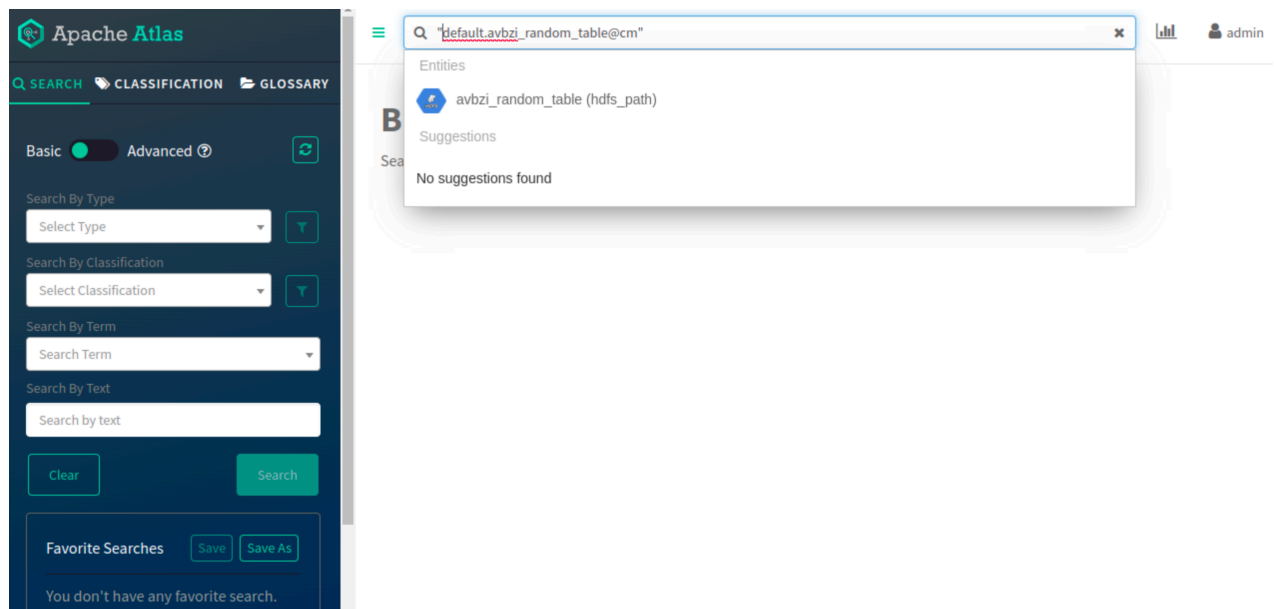 Apache Atlas
SEARCH CLASSIFICATION GLOSSARY
Basic Advanced
Search By Type
Select Type
Search By Classification
Select Classification
Search By Term
Search Term
Search By Text
Search by text
Clear Search
Favorite Searches Save Save As
You don't have any favorite search.
"default.avbzi_random_table@cm"
admin
Entities
avbzi_random_table (hdfs_path)
Suggestions
No suggestions found
B
Sea